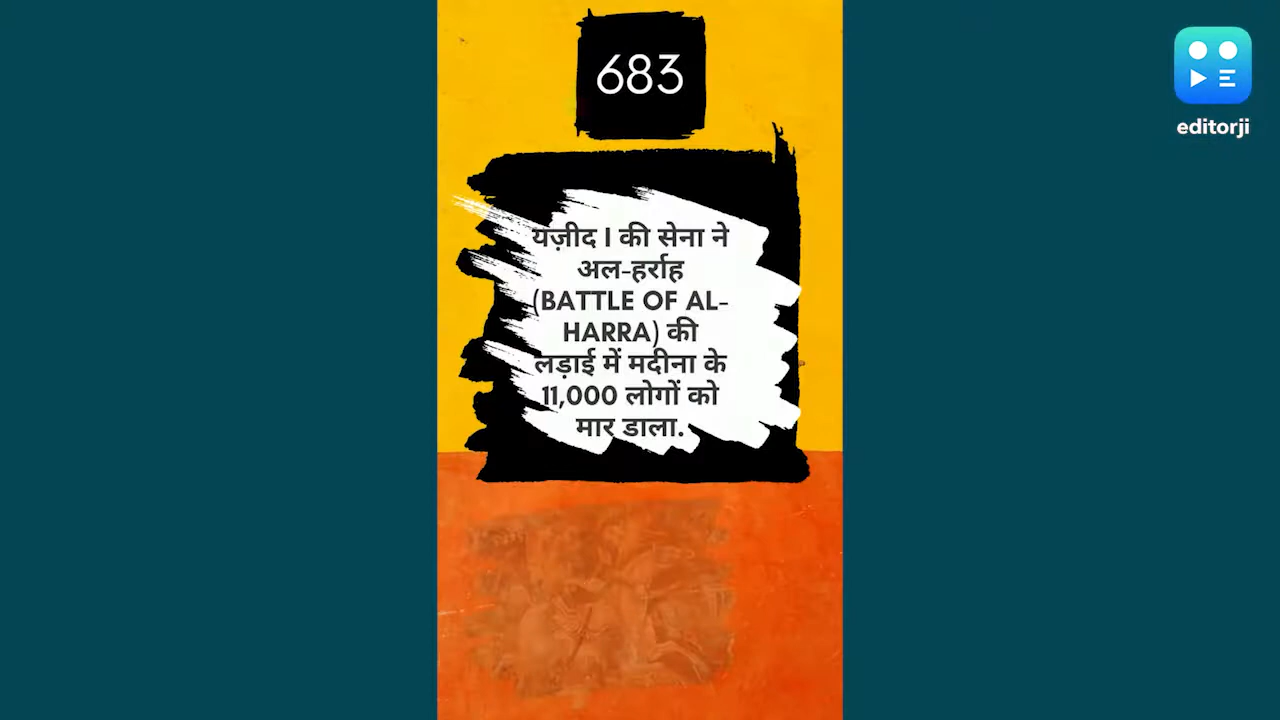 683
editorji
यज़ीद I की सेना ने
अल-हर्राह
(BATTLE OF AL-
HARRA) की
लड़ाई में मदीना के
11,000 लोगों को
मार डाला.